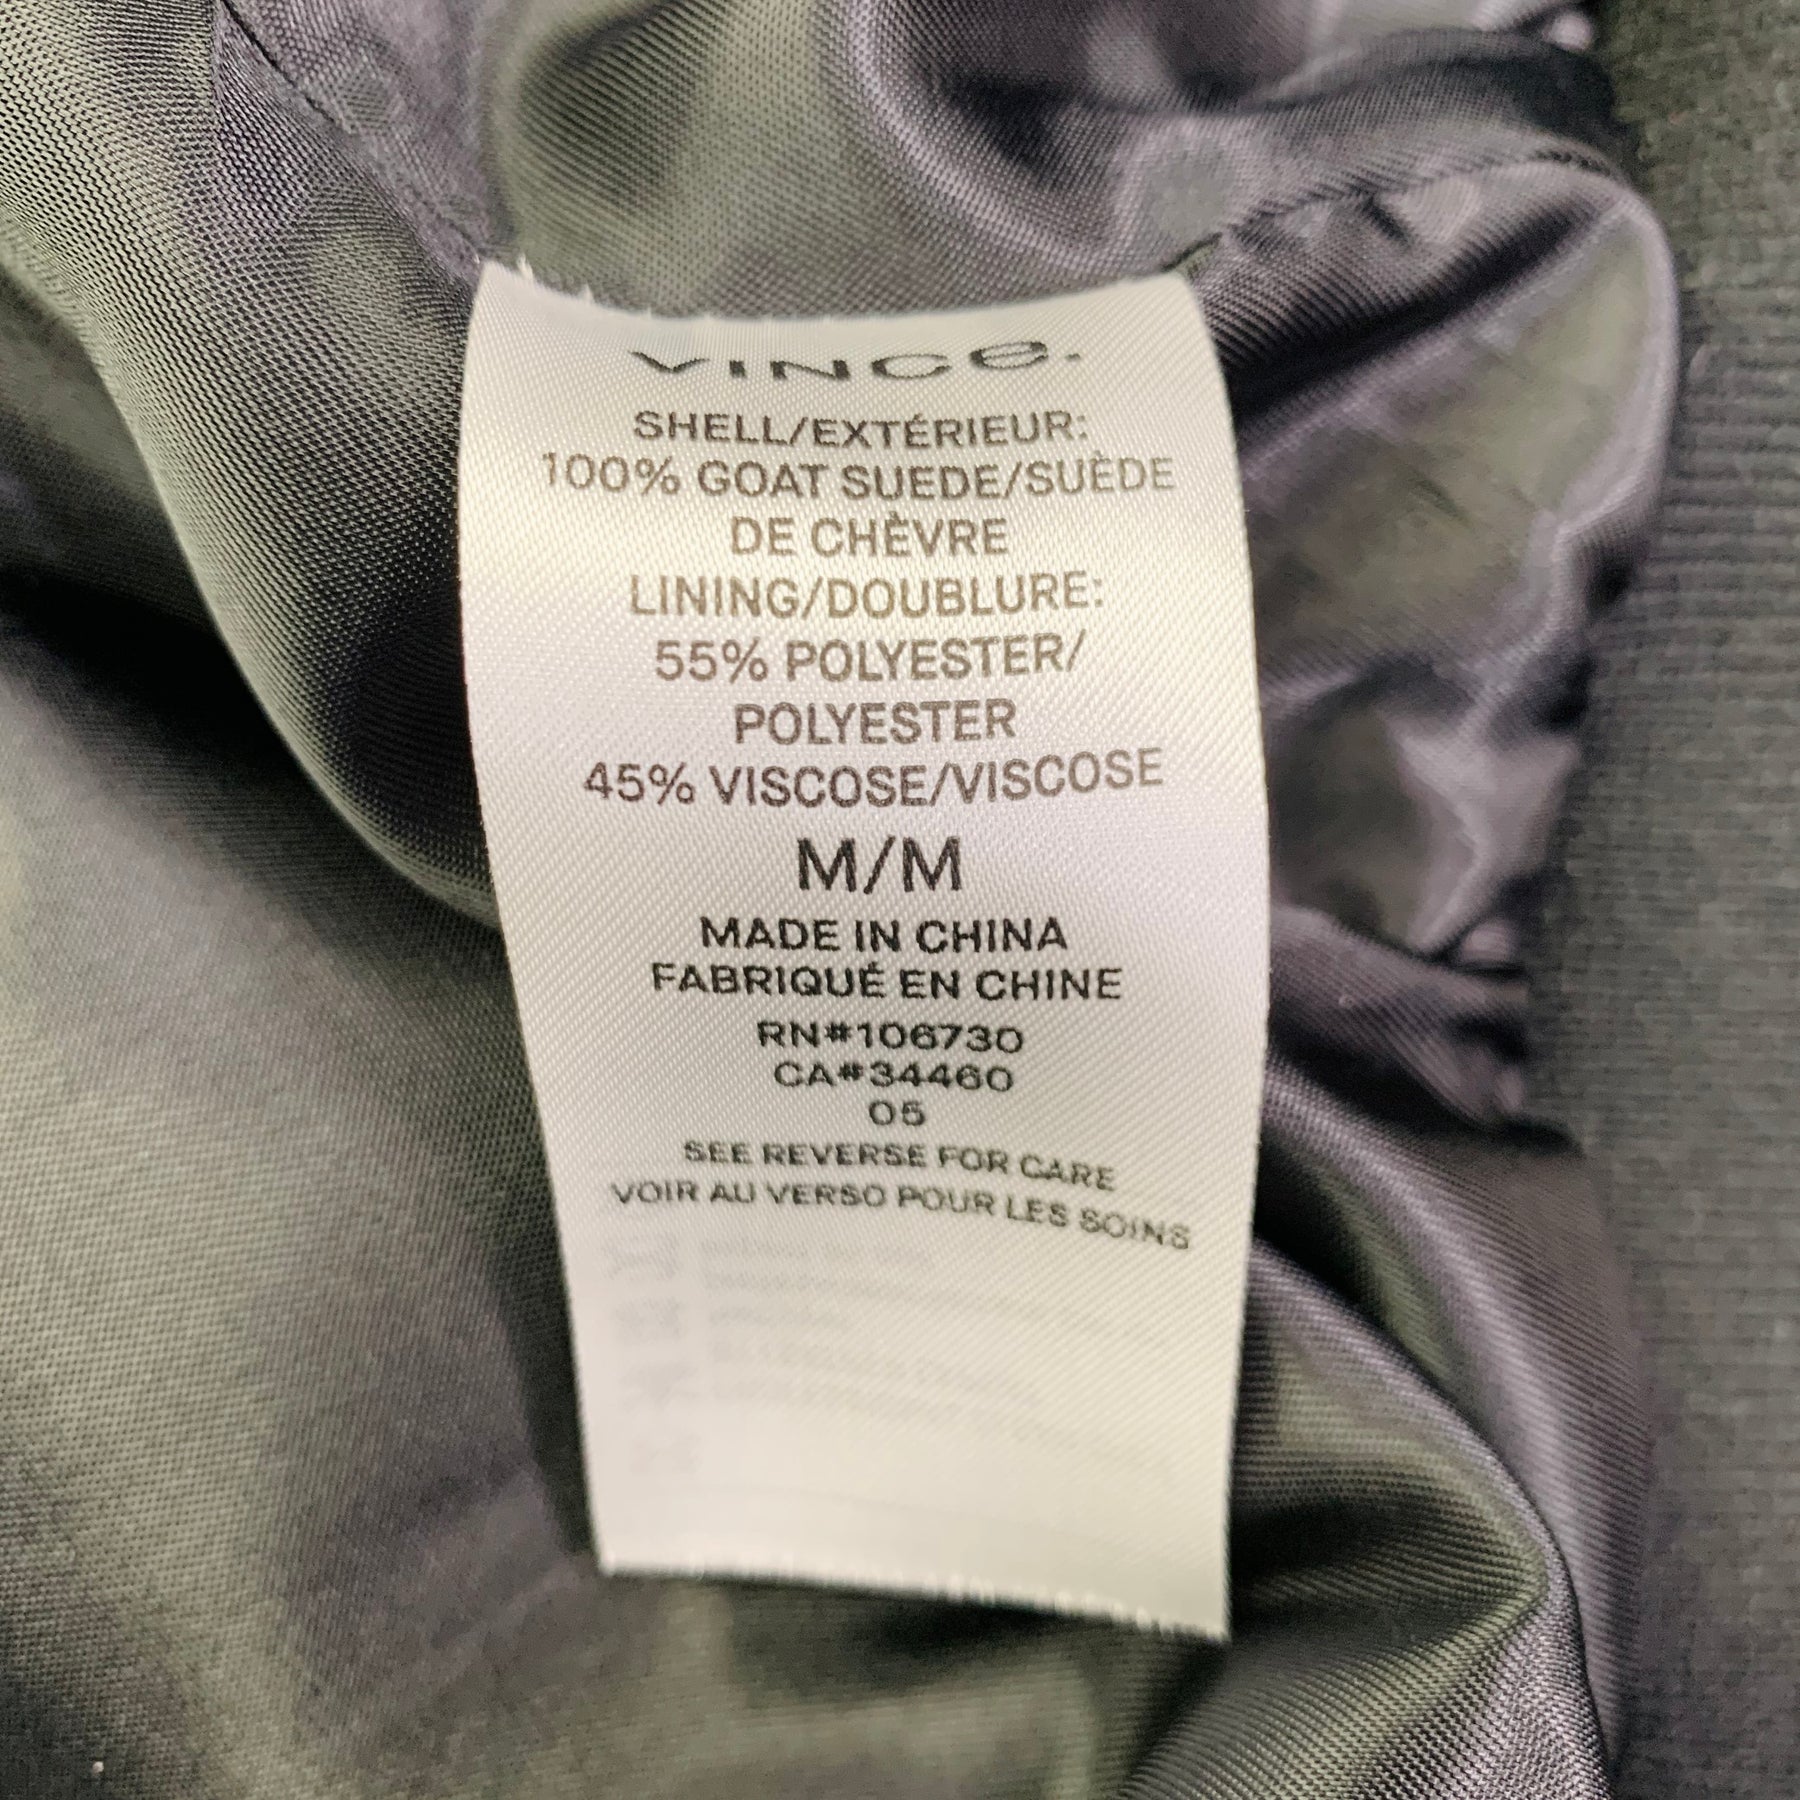 VINCE.
SHELL/EXTÉRIEUR:
100% GOAT SUEDE/SUÈDE
DE CHÈVRE
LINING/DOUBLURE:
55% POLYESTER/
POLYESTER
45% VISCOSE/VISCOSE
M/M
MADE IN CHINA
FABRIQUÉ EN CHINE
RN#106730
CA#34460
05
SEE REVERSE FOR CARE
VOIR AU VERSO POUR LES SOINS